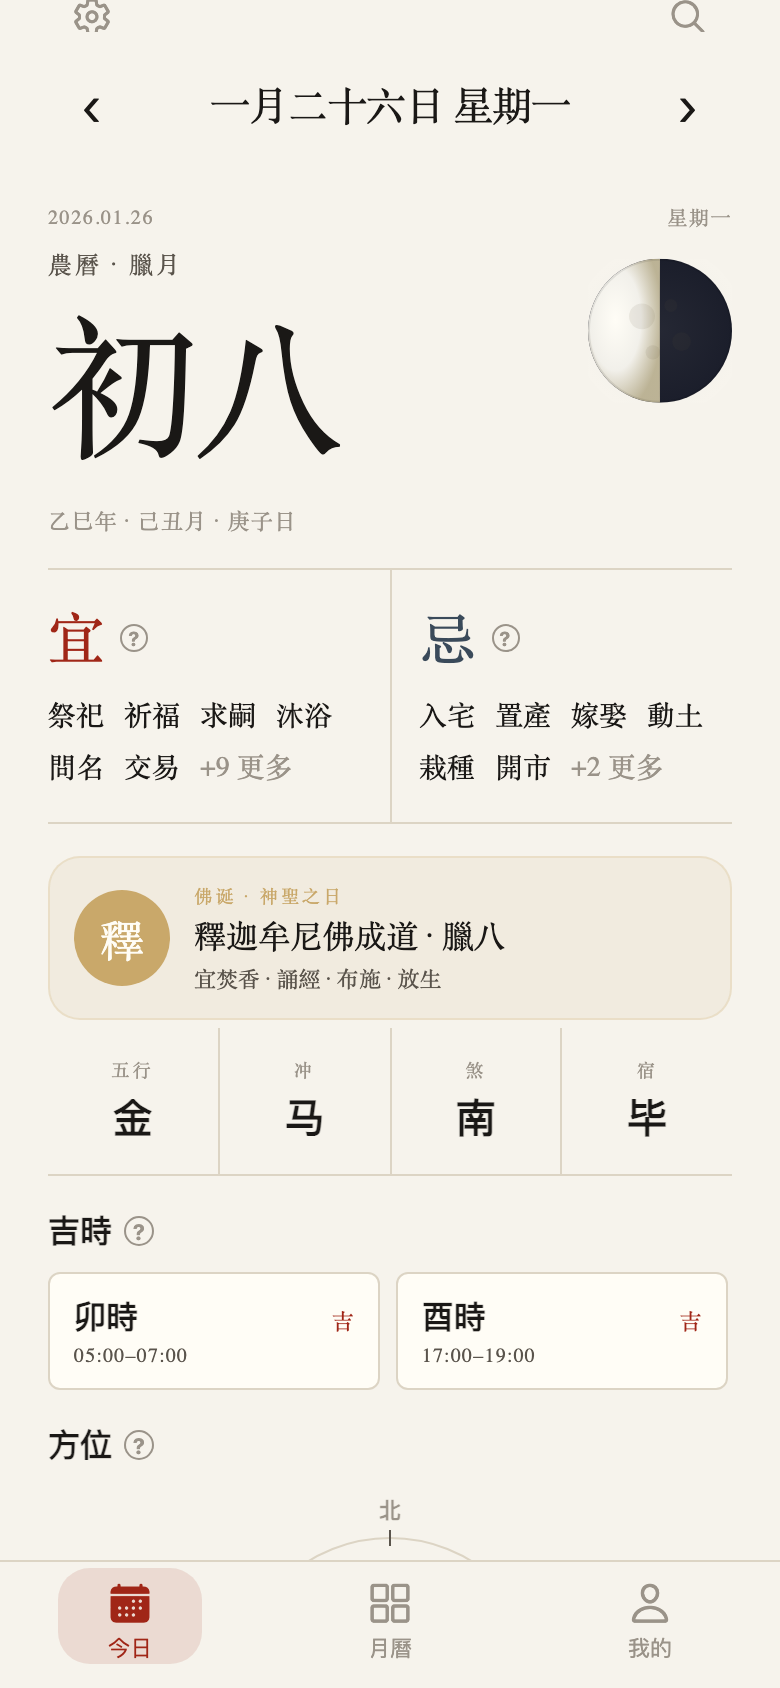 ‹ 一月二十六日 星期一 ›
2026.01.26 星期一
農曆 · 臘月
初八
乙巳年 · 己丑月 · 庚子日
宜 ?
祭祀 祈福 求嗣 沐浴
問名 交易 +9 更多
忌 ?
入宅 置產 嫁娶 動土
栽種 開市 +2 更多
釋
佛诞 · 神聖之日
釋迦牟尼佛成道 · 臘八
宜焚香 · 誦經 · 布施 · 放生
五行 冲 煞 宿
金 马 南 毕
吉時 ?
卯時 吉
05:00–07:00
酉時 吉
17:00–19:00
方位 ?
北
今日 月曆 我的